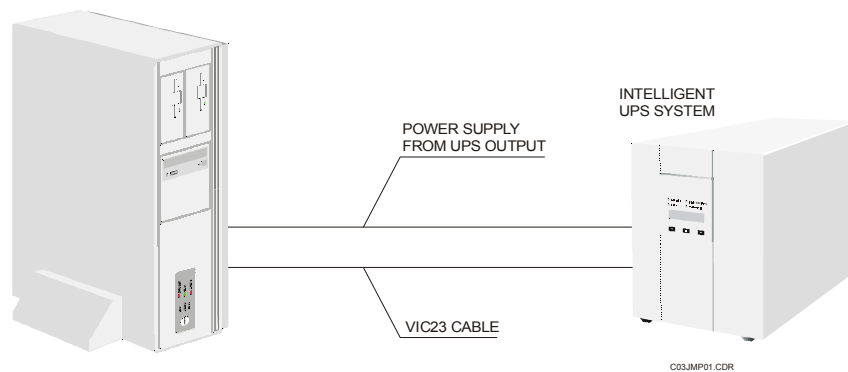 INTELLIGENT
UPS SYSTEM
POWER SUPPLY
FROM UPS OUTPUT
VIC23 CABLE
C03JMP01.CDR